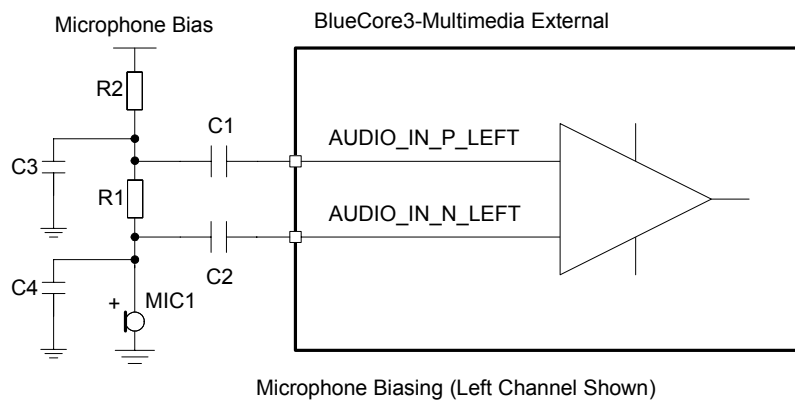 Microphone Bias
BlueCore3-Multimedia External
R2
C1
AUDIO_IN_P_LEFT
C3
R1
AUDIO_IN_N_LEFT
C2
C4
+
MIC1
Microphone Biasing (Left Channel Shown)